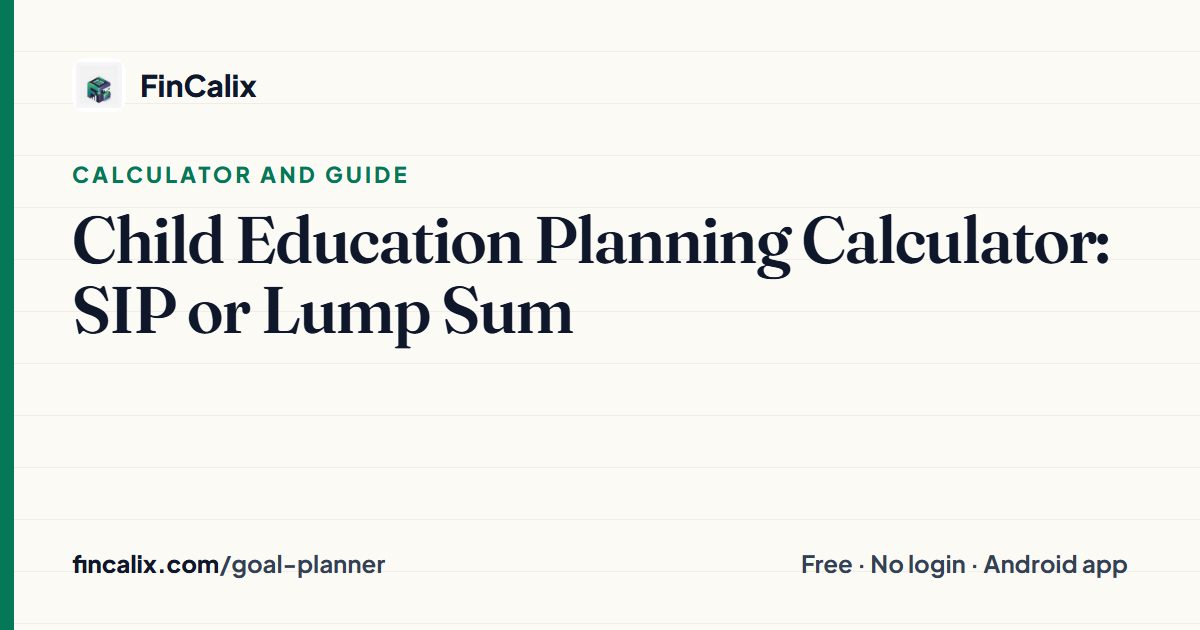 FinCalix
CALCULATOR AND GUIDE
Child Education Planning Calculator:
SIP or Lump Sum
fincalix.com/goal-planner
Free · No login · Android app